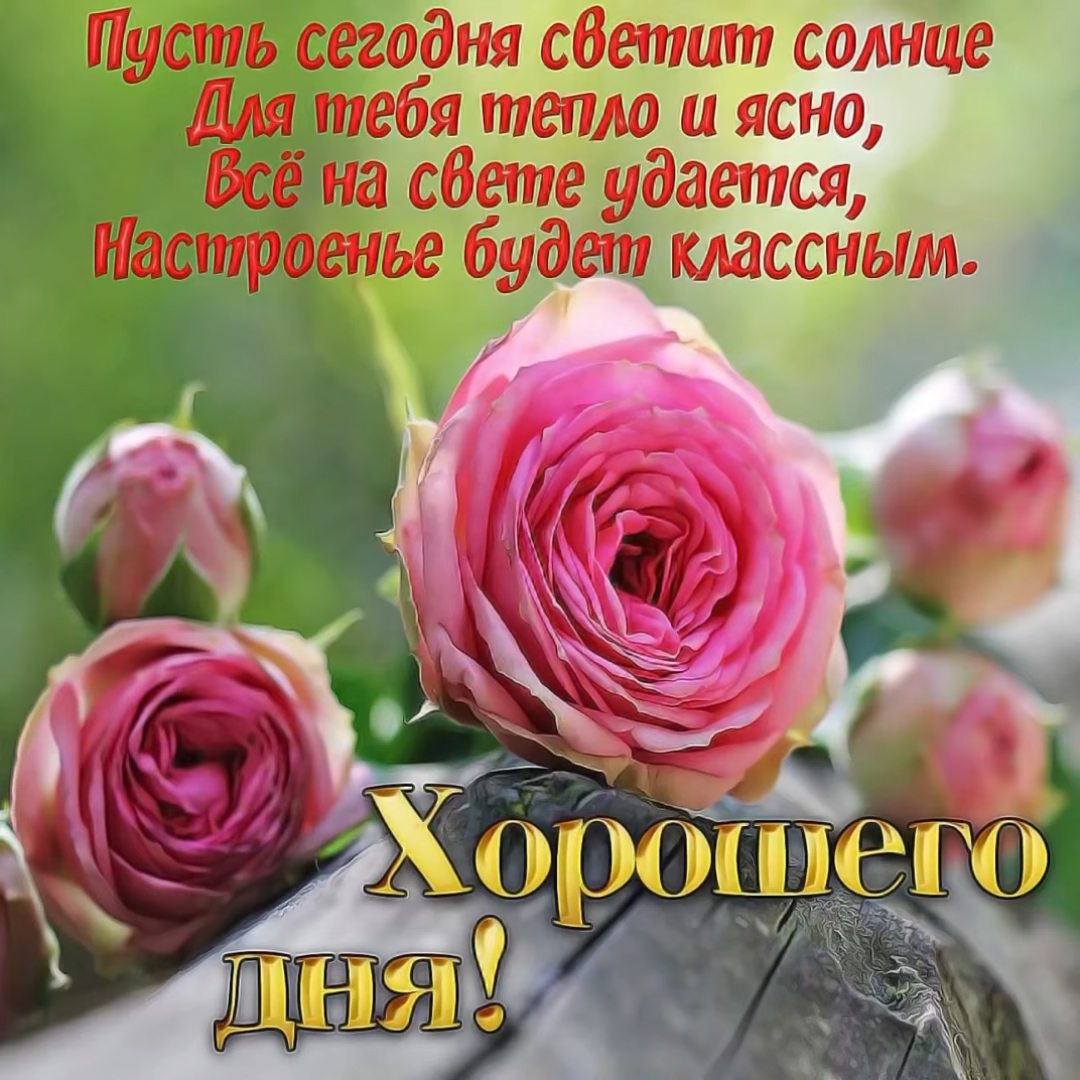 Пусть сегодня светит солнце
Для тебя тепло и ясно,
Всё на свете удается,
Настроенье будет классным.
Хорошего
дня!